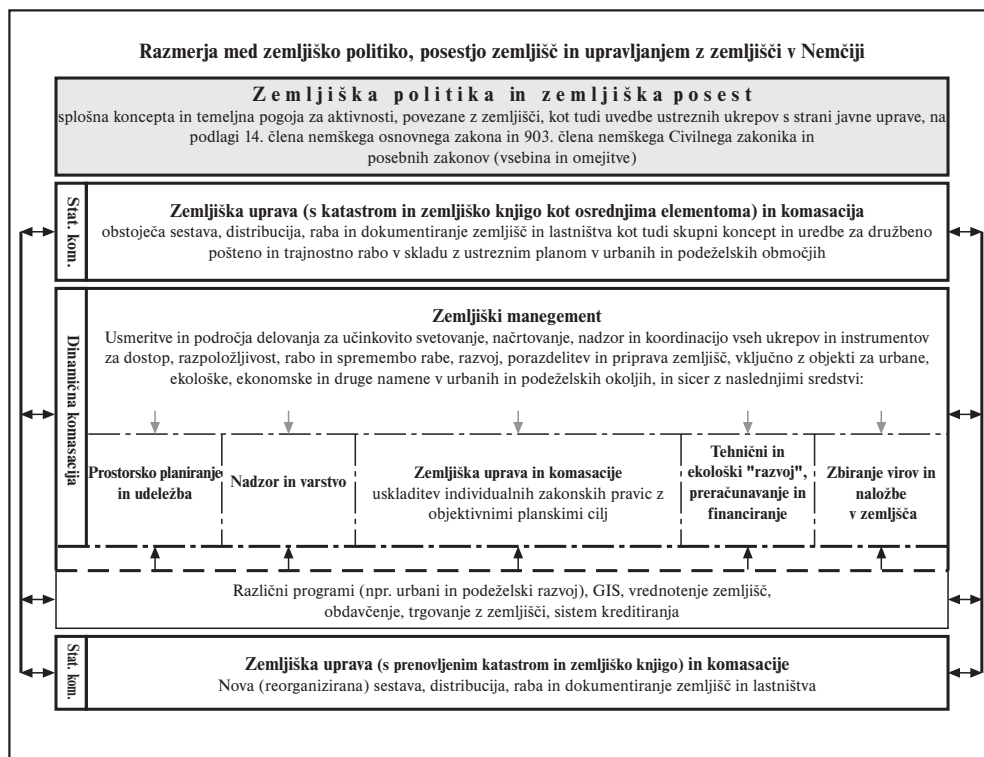 Razmerja med zemljiško politiko, posestjo zemljišč in upravljanjem z zemljišči v Nemčiji
Zemljiška politika in zemljiška posest
splošna koncepta in temeljna pogoja za aktivnosti, povezane z zemljišči, kot tudi uvedbe ustreznih ukrepov s strani javne uprave, na
podlagi 14. člena nemškega osnovnega zakona in 903. člena nemškega Civilnega zakonika in
posebnih zakonov (vsebina in omejitve)
Stat. kom.
Zemljiška uprava (s katastrom in zemljiško knjigo kot osrednjima elementoma) in komasacija
obstoječa sestava, distribucija, raba in dokumentiranje zemljišč in lastništva kot tudi skupni koncept in uredbe za družbeno
pošteno in trajnostno rabo v skladu z ustreznim planom v urbanih in podeželskih območjih
Dinamična komasacija
Zemljiški manegement
Usmeritve in področja delovanja za učinkovito svetovanje, načrtovanje, nadzor in koordinacijo vseh ukrepov in instrumentov
za dostop, razpoložljivost, rabo in spremembo rabe, razvoj, porazdelitev in priprava zemljišč, vključno z objekti za urbane,
ekološke, ekonomske in druge namene v urbanih in podeželskih okoljih, in sicer z naslednjimi sredstvi:
Prostorsko planiranje
in udeležba
Nadzor in varstvo
Zemljiška uprava in komasacije
uskladitev individualnih zakonskih pravic z
objektivnimi planskimi cilj
Tehnični in
ekološki "razvoj",
preračunavanje in
financiranje
Zbiranje virov in
naložbe
v zemljšča
Različni programi (npr. urbani in podeželski razvoj), GIS, vrednotenje zemljišč,
obdavčenje, trgovanje z zemljišči, sistem kreditiranja
Stat. kom.
Zemljiška uprava (s prenovljenim katastrom in zemljiško knjigo) in komasacije
Nova (reorganizirana) sestava, distribucija, raba in dokumentiranje zemljišč in lastništva